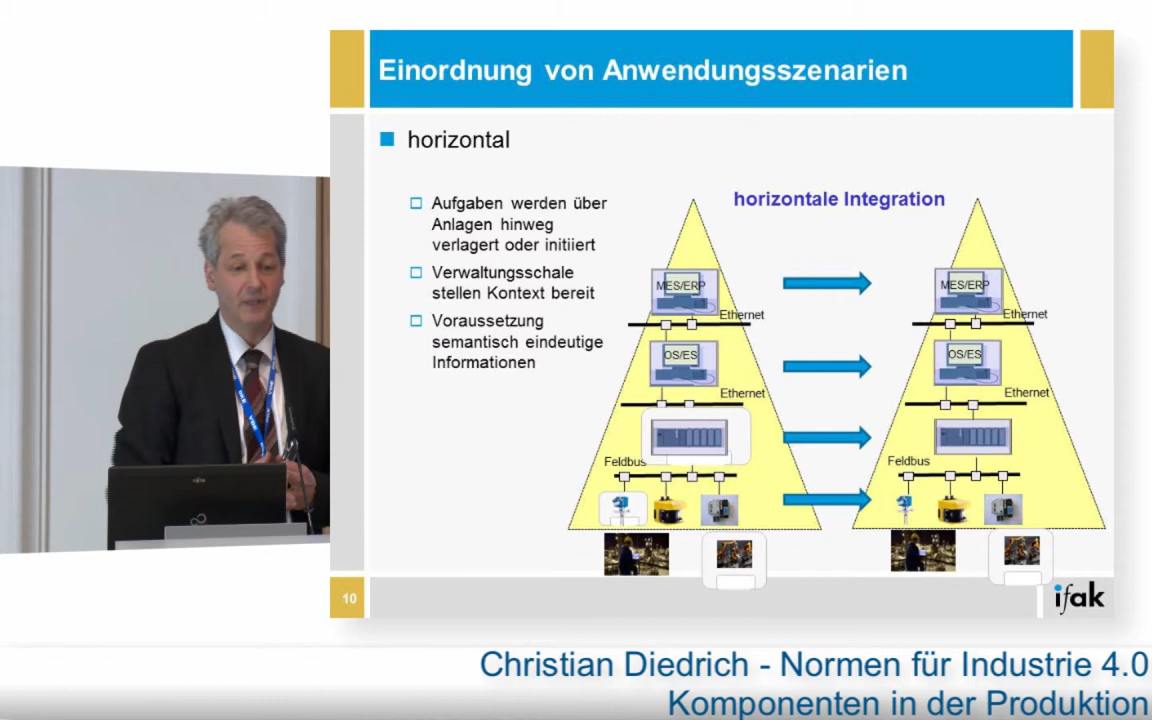 Einordnung von Anwendungsszenarien
horizontal
Aufgaben werden über
Anlagen hinweg
verlagert oder initiiert
Verwaltungsschale
stellen Kontext bereit
Voraussetzung
semantisch eindeutige
Informationen
horizontale Integration
MES/ERP
Ethernet
OS/ES
Ethernet
Feldbus
MES/ERP
Ethernet
OS/ES
Ethernet
Feldbus
10
ifak
Christian Diedrich - Normen für Industrie 4.0
Komponenten in der Produktion